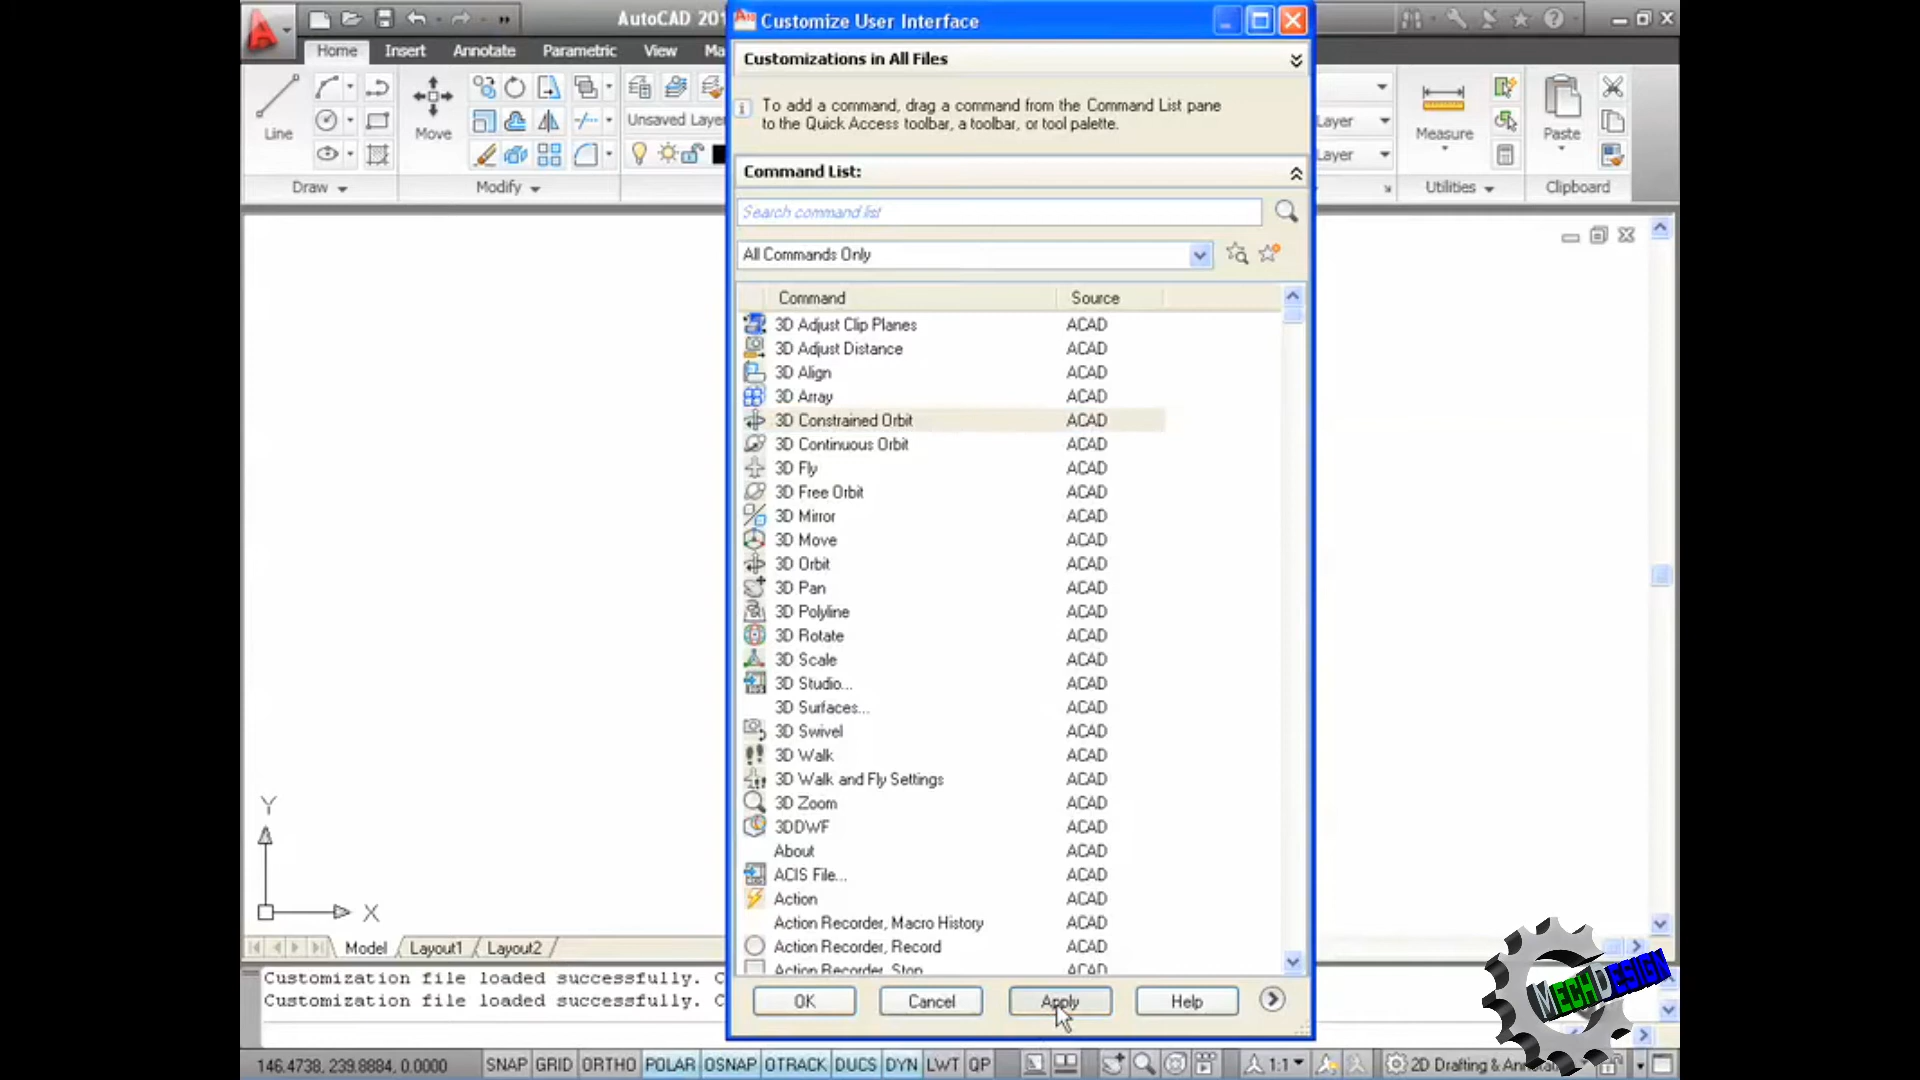 AutoCAD 201
Customize User Interface
Home Insert Annotate Parametric View Ma
Customizations in All Files
To add a command, drag a command from the Command List pane
to the Quick Access toolbar, a toolbar, or tool palette.
Line
Move
Unsaved Laye
ayer
ayer
Measure
Paste
Draw
Modify
Utilities
Clipboard
Command List:
Search command list
All Commands Only
Command Source
3D Adjust Clip Planes ACAD
3D Adjust Distance ACAD
3D Align ACAD
3D Array ACAD
3D Constrained Orbit ACAD
3D Continuous Orbit ACAD
3D Fly ACAD
3D Free Orbit ACAD
3D Mirror ACAD
3D Move ACAD
3D Orbit ACAD
3D Pan ACAD
3D Polyline ACAD
3D Rotate ACAD
3D Scale ACAD
3D Studio... ACAD
3D Surfaces... ACAD
3D Swivel ACAD
3D Walk ACAD
3D Walk and Fly Settings ACAD
3D Zoom ACAD
3DDWF ACAD
About ACAD
ACIS File... ACAD
Action ACAD
Action Recorder, Macro History ACAD
Action Recorder, Record ACAD
Action Recorder, Stop ACAD
OK Cancel Apply Help
Y
X
Model Layout1 Layout2
Customization file loaded successfully. C
Customization file loaded successfully. C
146.4738, 239.8884, 0.0000 SNAP GRID ORTHO POLAR OSNAP OTRACK DUCS DYN LWT QP 1:1 2D Drafting & Annota
MECHDESIGN